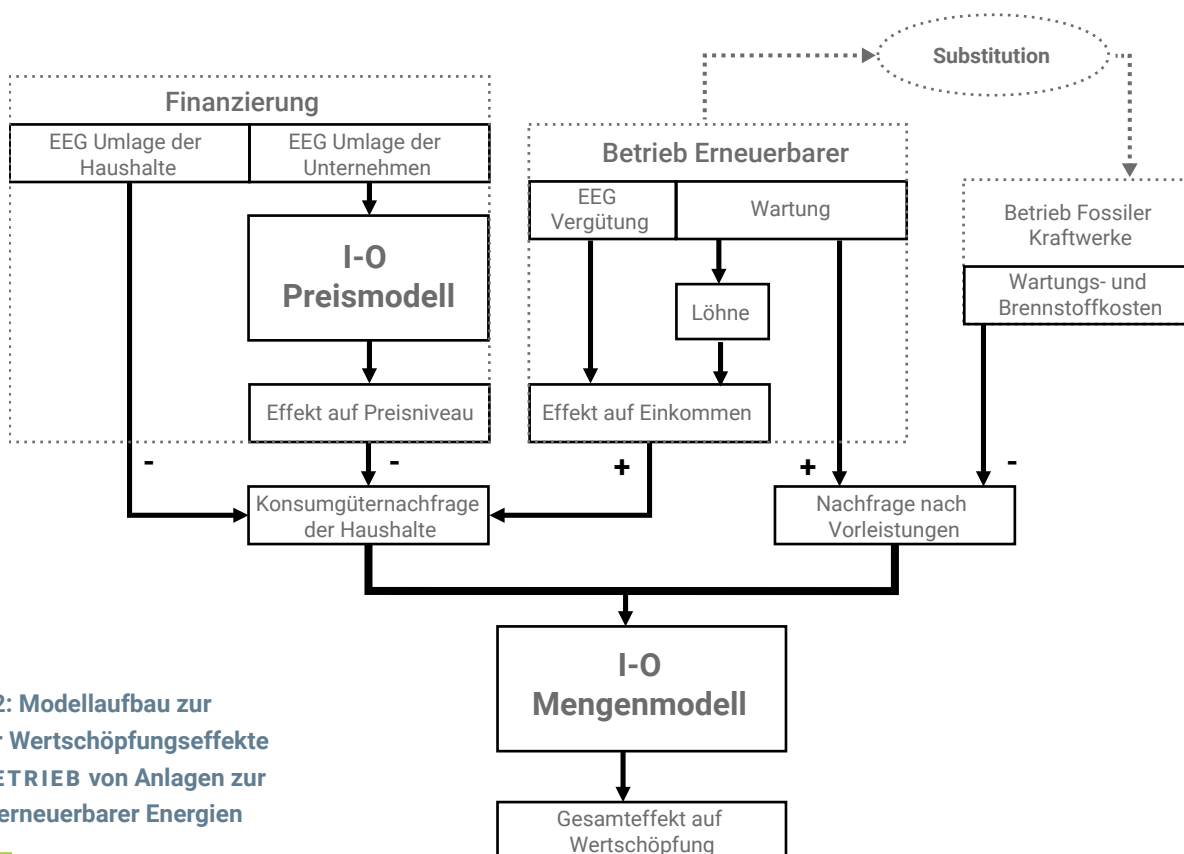 Substitution
Finanzierung
EEG Umlage der
Haushalte
EEG Umlage der
Unternehmen
I-O
Preismodell
Effekt auf Preisniveau
Betrieb Erneuerbarer
EEG
Vergütung
Wartung
Löhne
Effekt auf Einkommen
Betrieb Fossiler
Kraftwerke
Wartungs- und
Brennstoffkosten
-
-
+
+
-
Konsumgüternachfrage
der Haushalte
Nachfrage nach
Vorleistungen
I-O
Mengenmodell
Gesamteffekt auf
Wertschöpfung
2: Modellaufbau zur
r Wertschöpfungseffekte
ETRIEB von Anlagen zur
erneuerbarer Energien